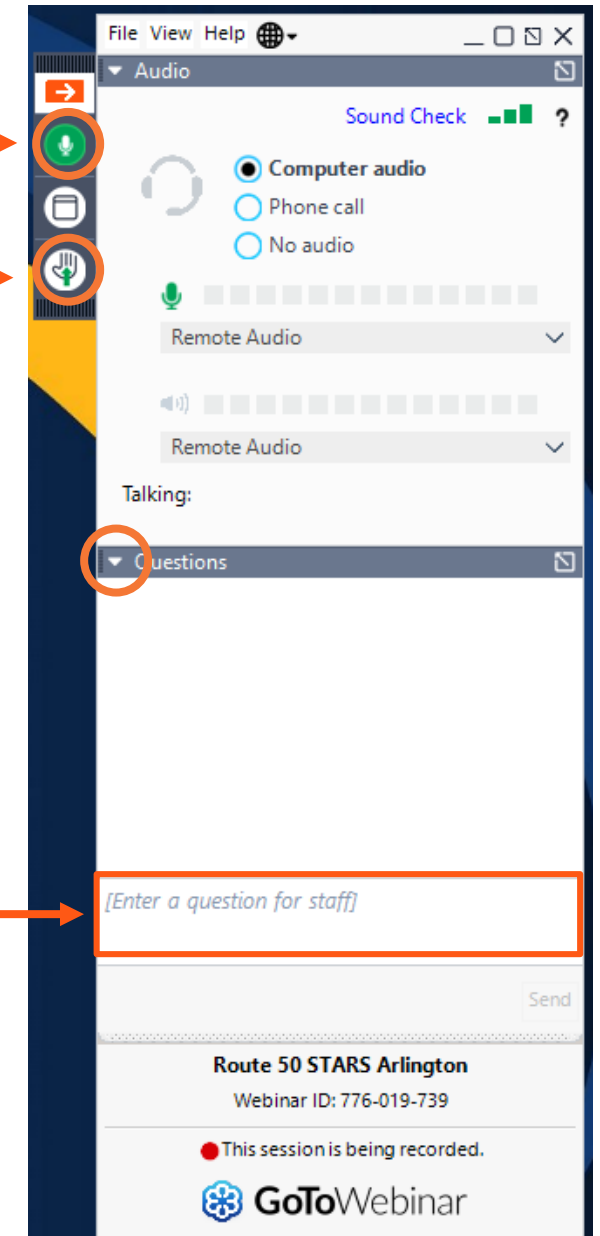 File View Help
Audio
Sound Check ?
Computer audio
Phone call
No audio
Remote Audio
Remote Audio
Talking:
Questions
[Enter a question for staff]
Send
Route 50 STARS Arlington
Webinar ID: 776-019-739
This session is being recorded.
GoToWebinar